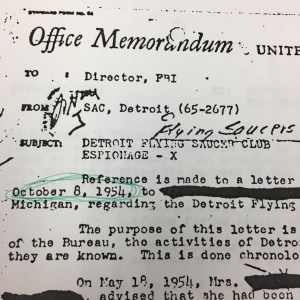 STANDARD FORM NO. 64
Office Memorandum UNITE
TO Director, FBI
FROM SAC, Detroit (65-2677)
Flying Saucers
SUBJECT: DETROIT FLYING SAUCER CLUB
ESPIONAGE - X
Reference is made to a letter
October 8, 1954, to
Michigan, regarding the Detroit Flying
The purpose of this letter is
of the Bureau, the activities of Detro
they are known. This is done chronolo
On May 18, 1954, Mrs.
advised that she had been